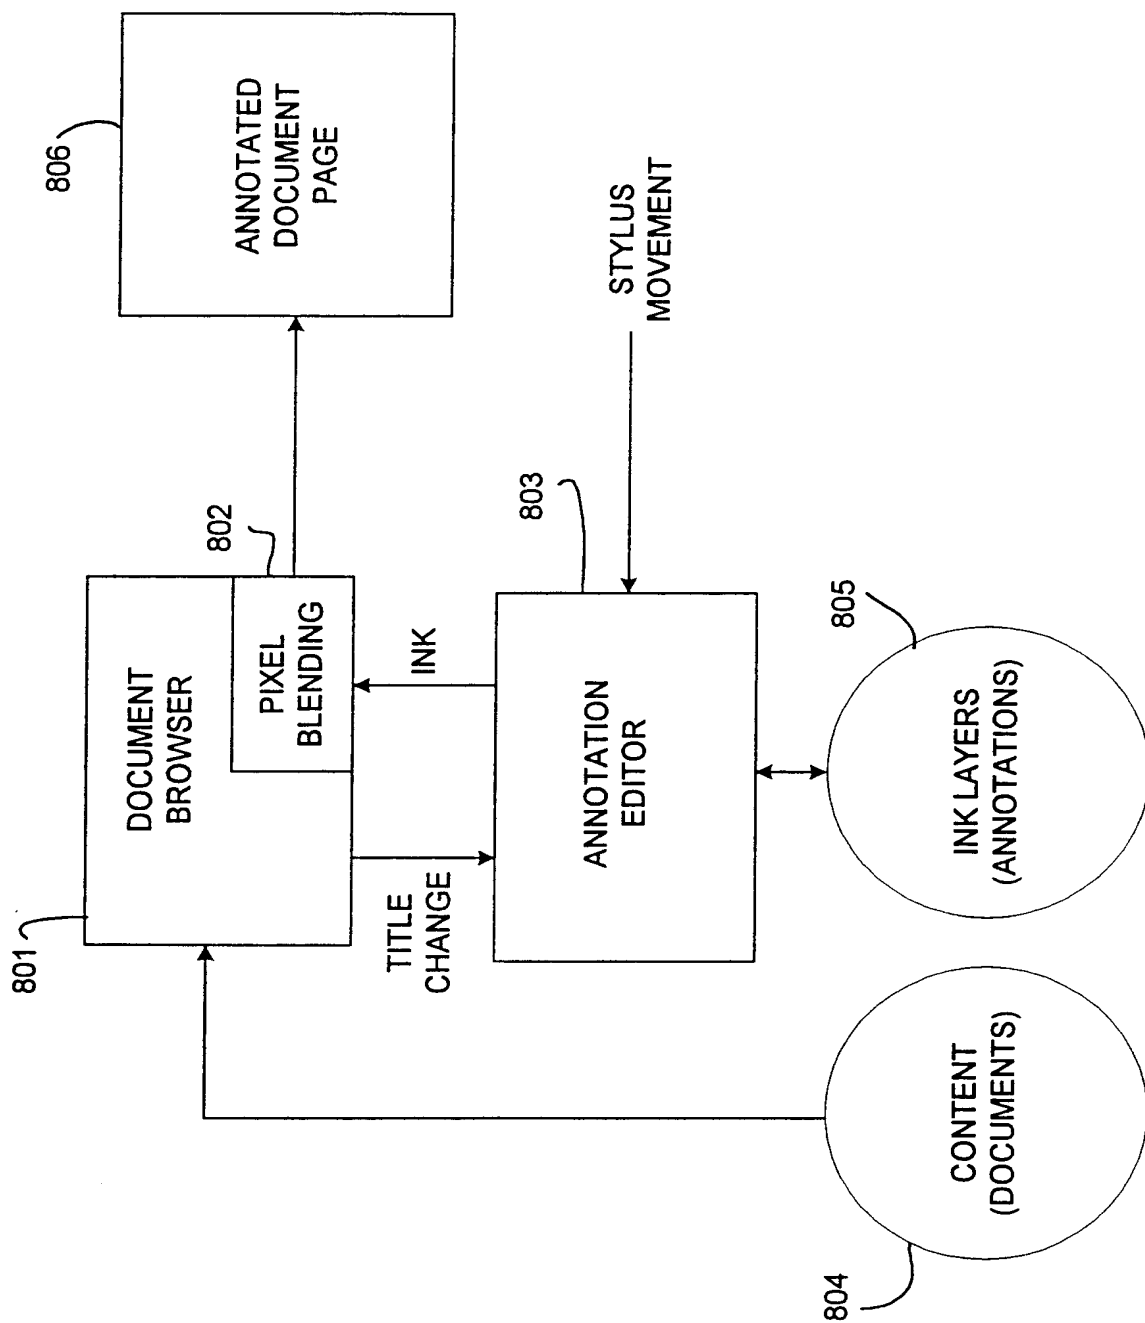 806
ANNOTATED
DOCUMENT
PAGE
801
DOCUMENT
BROWSER
802
PIXEL
BLENDING
TITLE
CHANGE
INK
803
ANNOTATION
EDITOR
STYLUS
MOVEMENT
804
CONTENT
(DOCUMENTS)
805
INK LAYERS
(ANNOTATIONS)